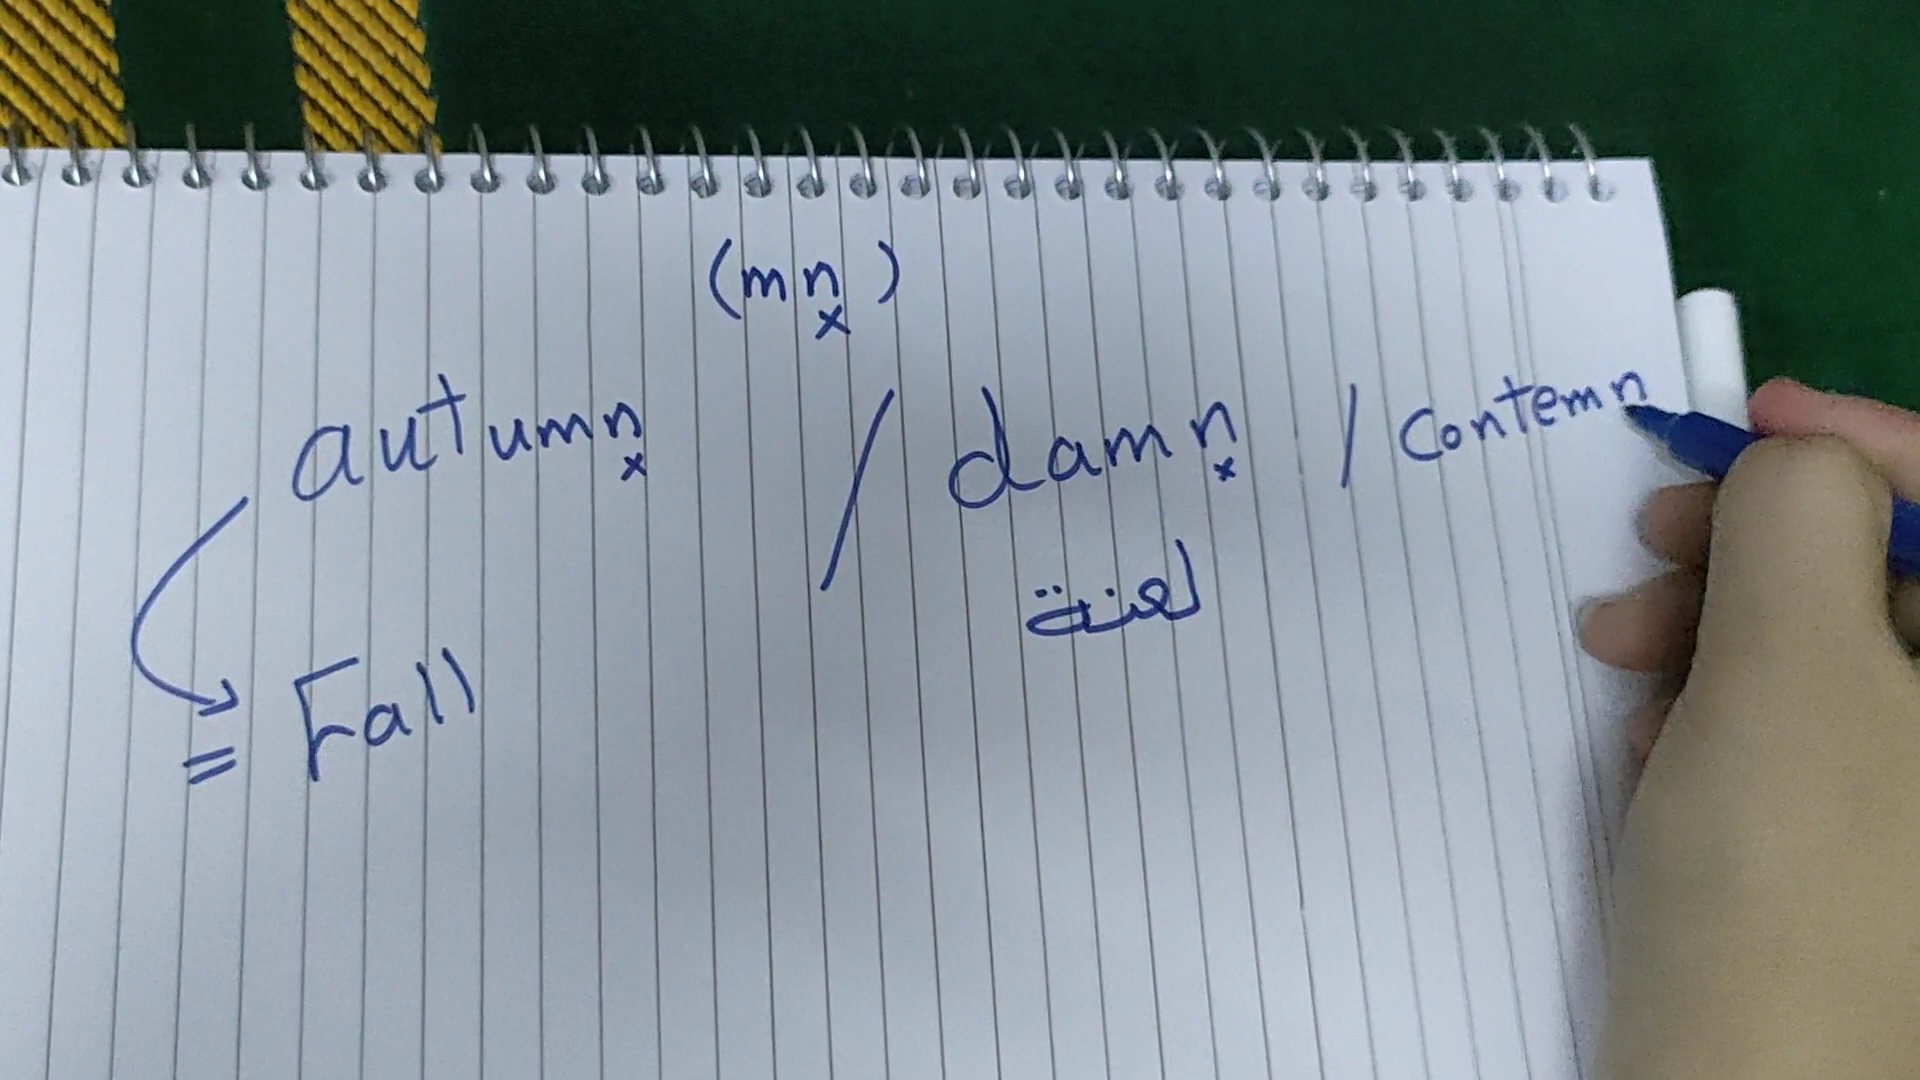 (mn)
x
autumn / damn / Contemn
x x
لعنة
= Fall